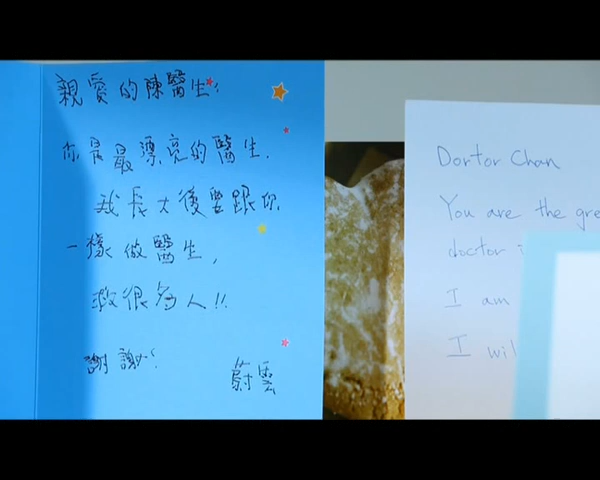 親愛的陳醫生:
你是最漂亮的醫生.
我長大後要跟你
一樣做醫生,
救很多人!!
謝謝!
蔚雲
Dortor Chan
You are the gre
doctor
I am
I wil